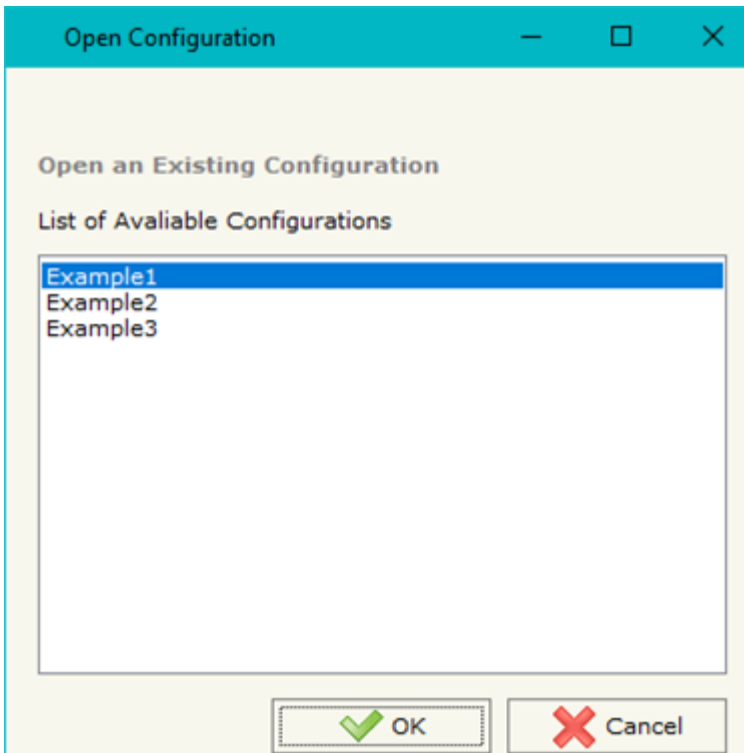 Open Configuration
Open an Existing Configuration
List of Avaliable Configurations
Example1
Example2
Example3
OK
Cancel